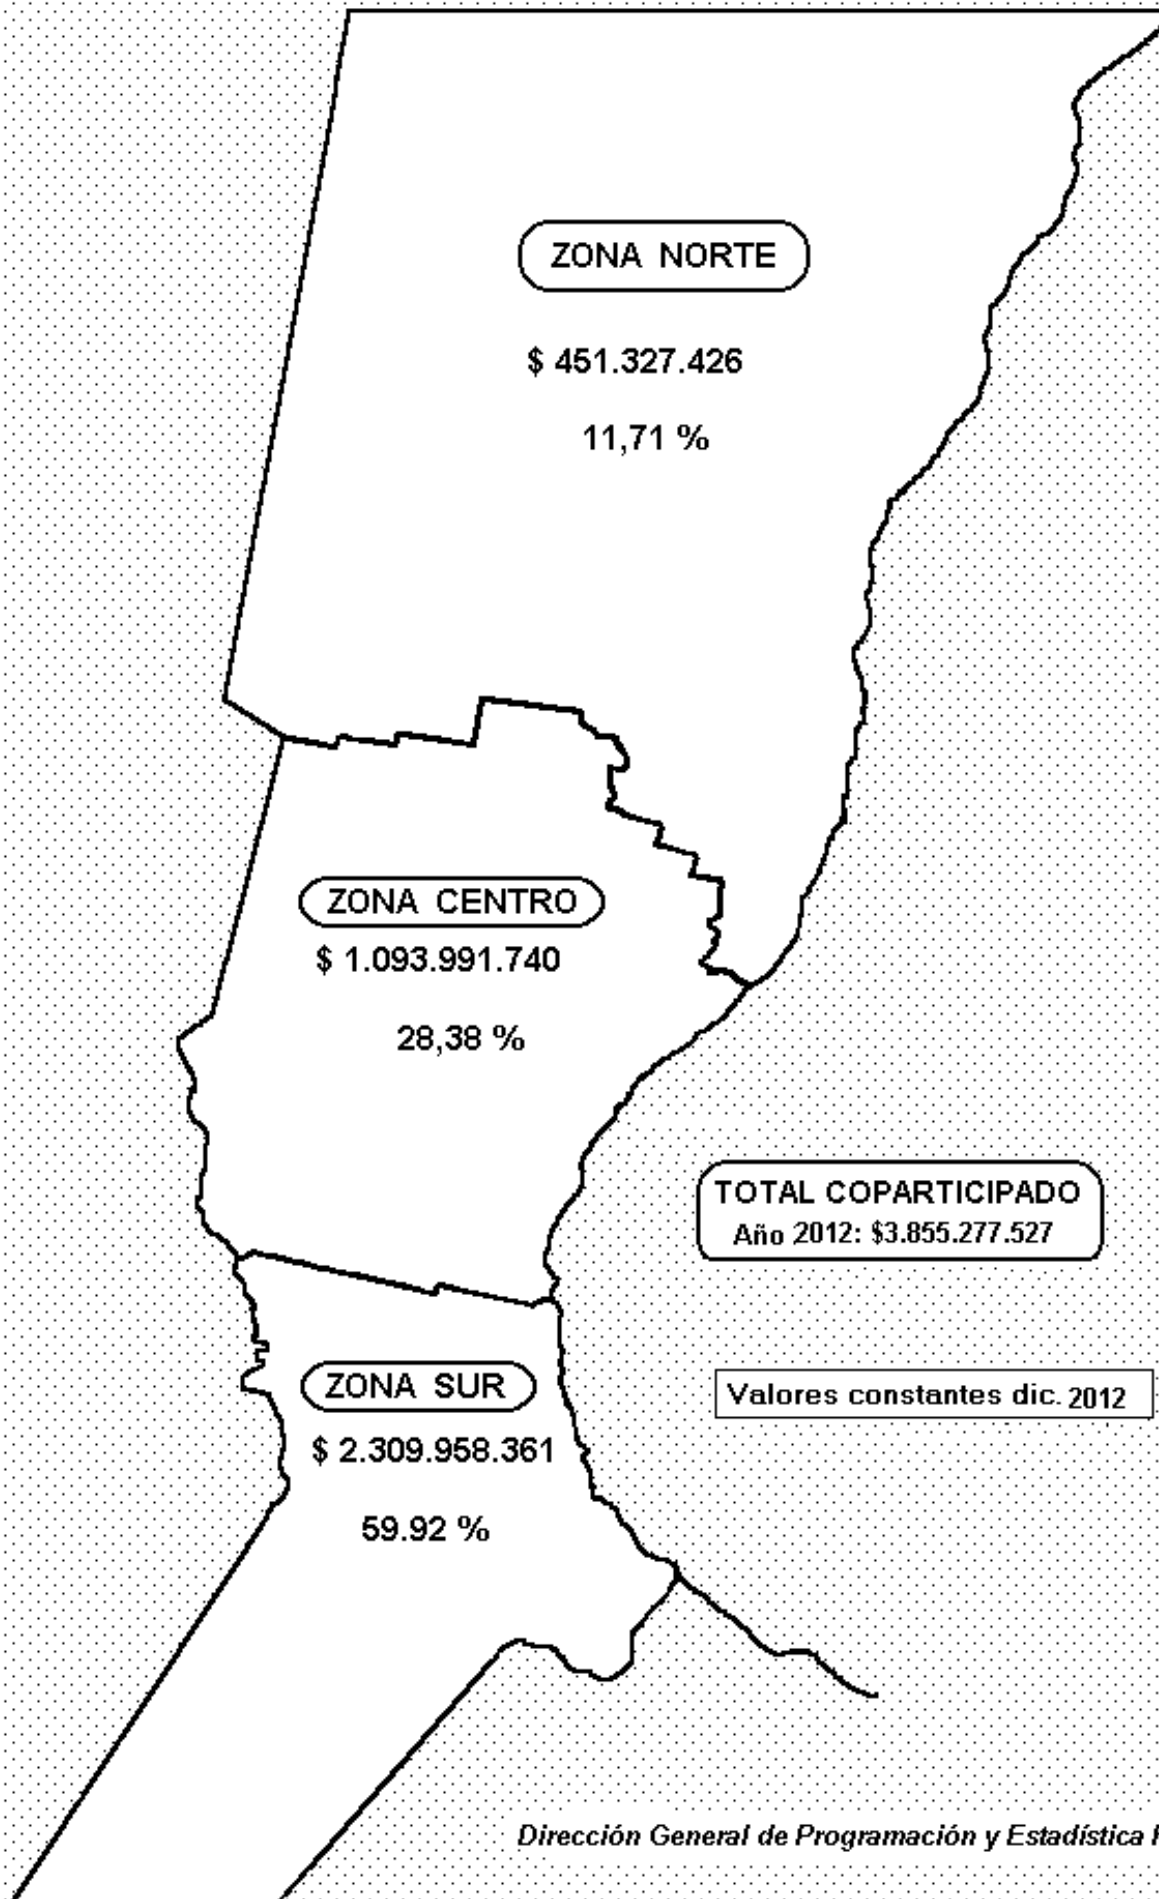 ZONA NORTE
$ 451.327.426
11,71 %
ZONA CENTRO
$ 1.093.991.740
28,38 %
TOTAL COPARTICIPADO
Año 2012: $3.855.277.527
ZONA SUR
$ 2.309.958.361
59.92 %
Valores constantes dic. 2012
Dirección General de Programación y Estadística